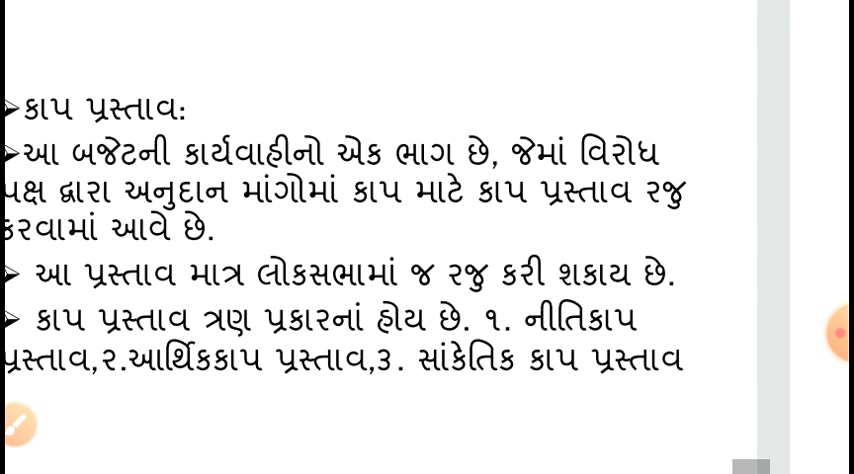 ➢કાપ પ્રસ્તાવ:
➢આ બજેટની કાર્યવાહીનો એક ભાગ છે, જેમાં વિરોધ
પક્ષ દ્વારા અનુદાન માંગોમાં કાપ માટે કાપ પ્રસ્તાવ રજુ
કરવામાં આવે છે.
➢ આ પ્રસ્તાવ માત્ર લોકસભામાં જ રજુ કરી શકાય છે.
➢ કાપ પ્રસ્તાવ ત્રણ પ્રકારનાં હોય છે. ૧. નીતિકાપ
પ્રસ્તાવ,૨.આર્થિકકાપ પ્રસ્તાવ,૩. સાંકેતિક કાપ પ્રસ્તાવ